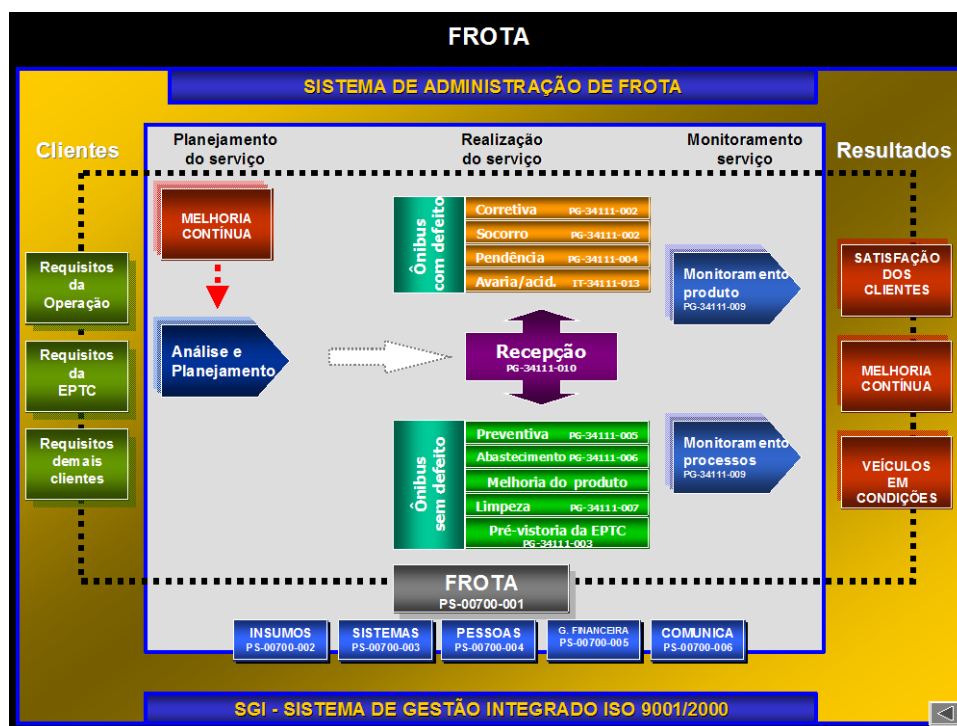 FROTA
SISTEMA DE ADMINISTRAÇÃO DE FROTA
Clientes
Planejamento
do serviço
Realização
do serviço
Monitoramento
serviço
Resultados
MELHORIA
CONTÍNUA
Requisitos
da
Operação
Requisitos
da
EPTC
Requisitos
demais
clientes
Análise e
Planejamento
Ônibus
com defeito
Corretiva PG-34111-002
Socorro PG-34111-002
Pendência PG-34111-004
Avaria/acid. IT-34111-013
Recepção
PG-34111-010
Ônibus
sem defeito
Preventiva PG-34111-005
Abastecimento PG-34111-006
Melhoria do produto
Limpeza PG-34111-007
Pré-vistoria da EPTC
PG-34111-003
Monitoramento
produto
PG-34111-009
Monitoramento
processos
PG-34111-009
SATISFAÇÃO
DOS
CLIENTES
MELHORIA
CONTÍNUA
VEÍCULOS
EM
CONDIÇÕES
FROTA
PS-00700-001
INSUMOS
PS-00700-002
SISTEMAS
PS-00700-003
PESSOAS
PS-00700-004
G. FINANCEIRA
PS-00700-005
COMUNICA
PS-00700-006
SGI - SISTEMA DE GESTÃO INTEGRADO ISO 9001/2000